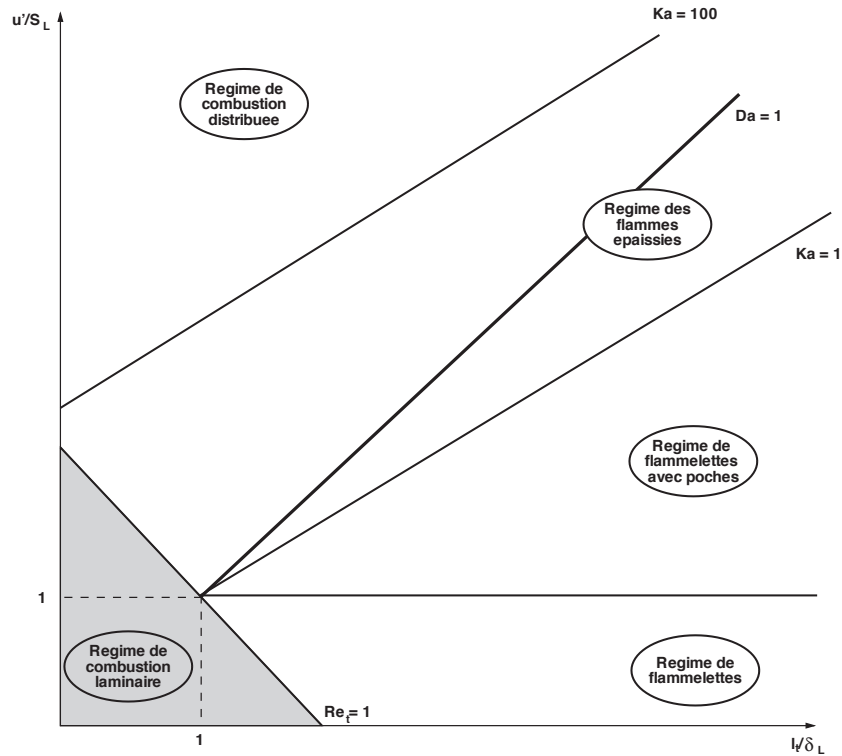 u'/S L
Ka = 100
Regime de
combustion
distribuee
Da = 1
Regime des
flammes
epaissies
Ka = 1
Regime de
flammelettes
avec poches
1
Regime de
combustion
laminaire
Regime de
flammelettes
Re t = 1
1
l t/δ L